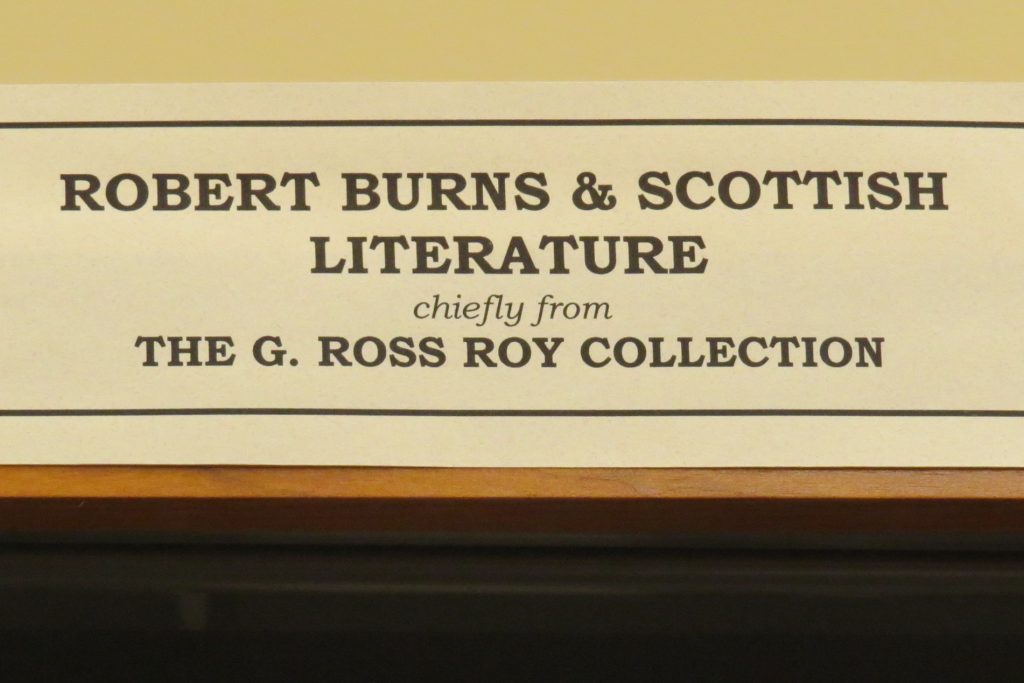 ROBERT BURNS & SCOTTISH
LITERATURE
chiefly from
THE G. ROSS ROY COLLECTION